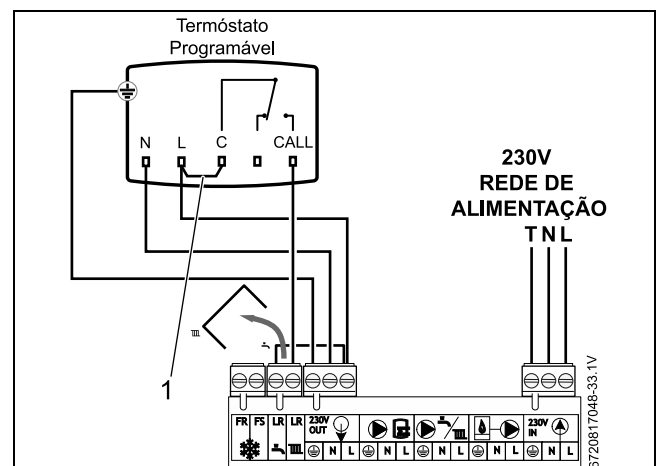 Termóstato
Programável
N L C CALL
230V
REDE DE
ALIMENTAÇÃO
T N L
1
FR FS LR LR 230V OUT 230V IN
N L N L N L N L N L
6720817048-33.1V